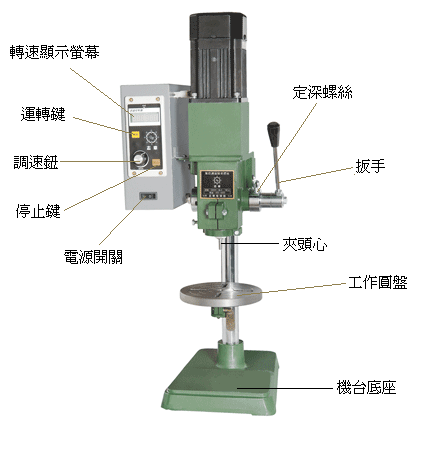 轉速顯示螢幕
運轉鍵
調速鈕
停止鍵
電源開關
定深螺絲
扳手
夾頭心
工作圓盤
機台底座